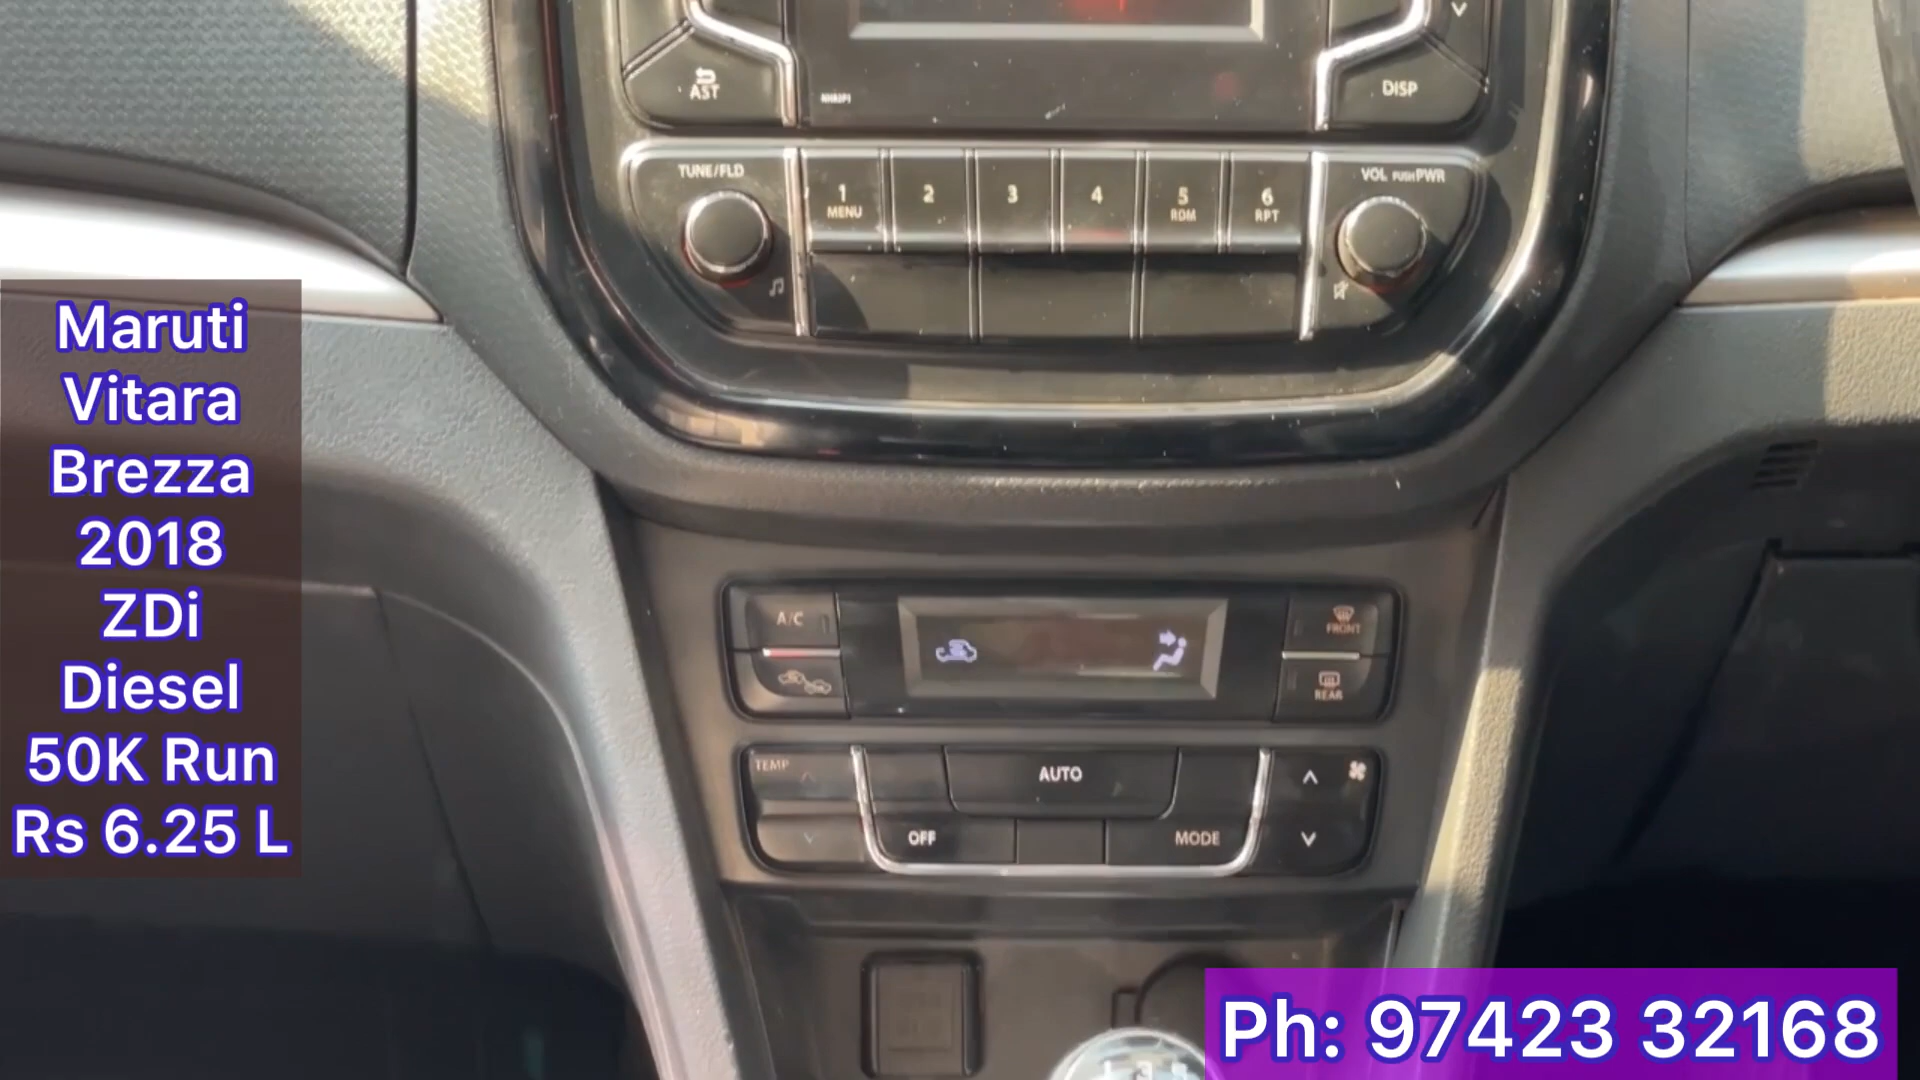 AST
DISP
TUNE/FLD
VOL PUSH PWR
1 2 3 4 5 6
MENU RDM RPT
Maruti
Vitara
Brezza
2018
ZDi
Diesel
50K Run
Rs 6.25 L
A/C
FRONT
REAR
TEMP
AUTO
OFF
MODE
Ph: 97423 32168
3